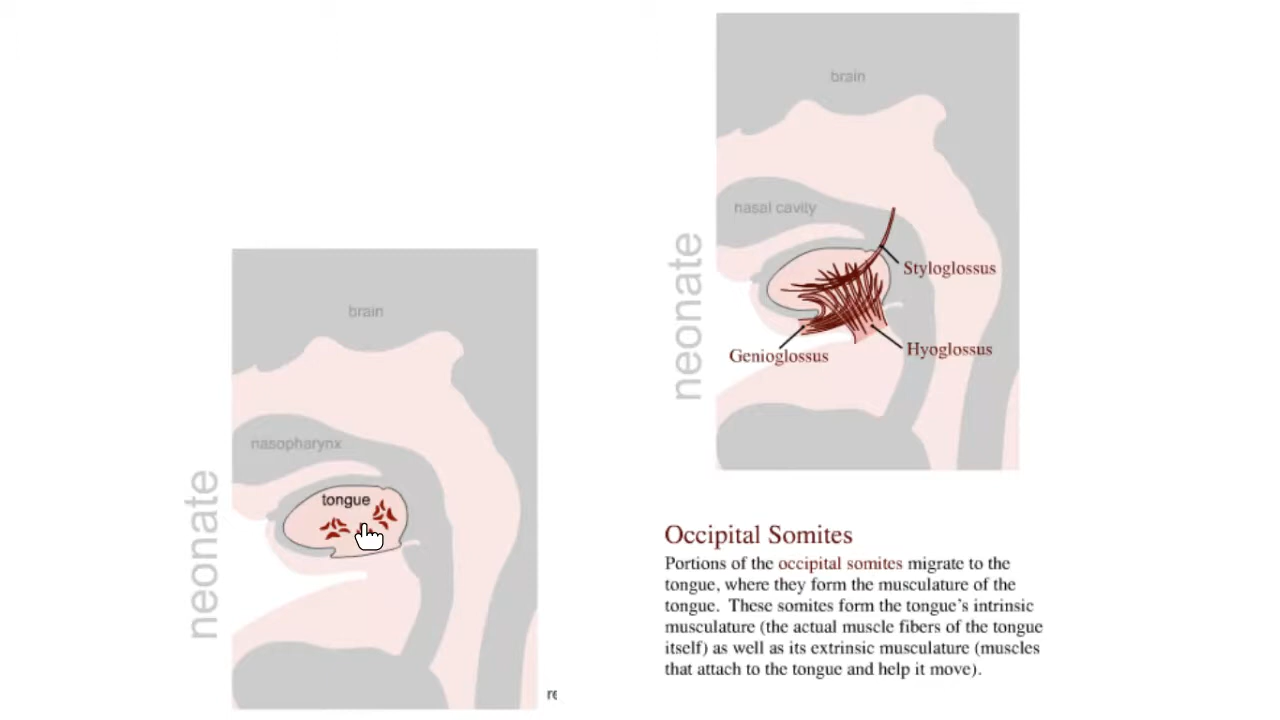 brain
nasopharynx
tongue
neonate
brain
nasal cavity
Styloglossus
Genioglossus
Hyoglossus
neonate
Occipital Somites
Portions of the occipital somites migrate to the
tongue, where they form the musculature of the
tongue. These somites form the tongue's intrinsic
musculature (the actual muscle fibers of the tongue
itself) as well as its extrinsic musculature (muscles
that attach to the tongue and help it move).